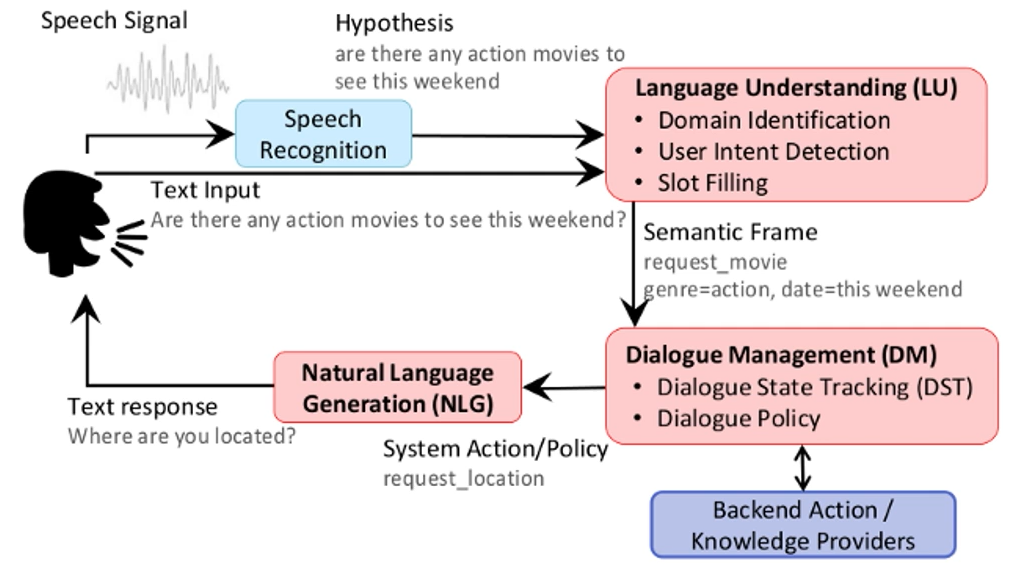 Speech Signal
Hypothesis
are there any action movies to
see this weekend
Speech
Recognition
Language Understanding (LU)
• Domain Identification
• User Intent Detection
• Slot Filling
Text Input
Are there any action movies to see this weekend?
Semantic Frame
request_movie
genre=action, date=this weekend
Dialogue Management (DM)
• Dialogue State Tracking (DST)
• Dialogue Policy
Natural Language
Generation (NLG)
Text response
Where are you located?
System Action/Policy
request_location
Backend Action /
Knowledge Providers